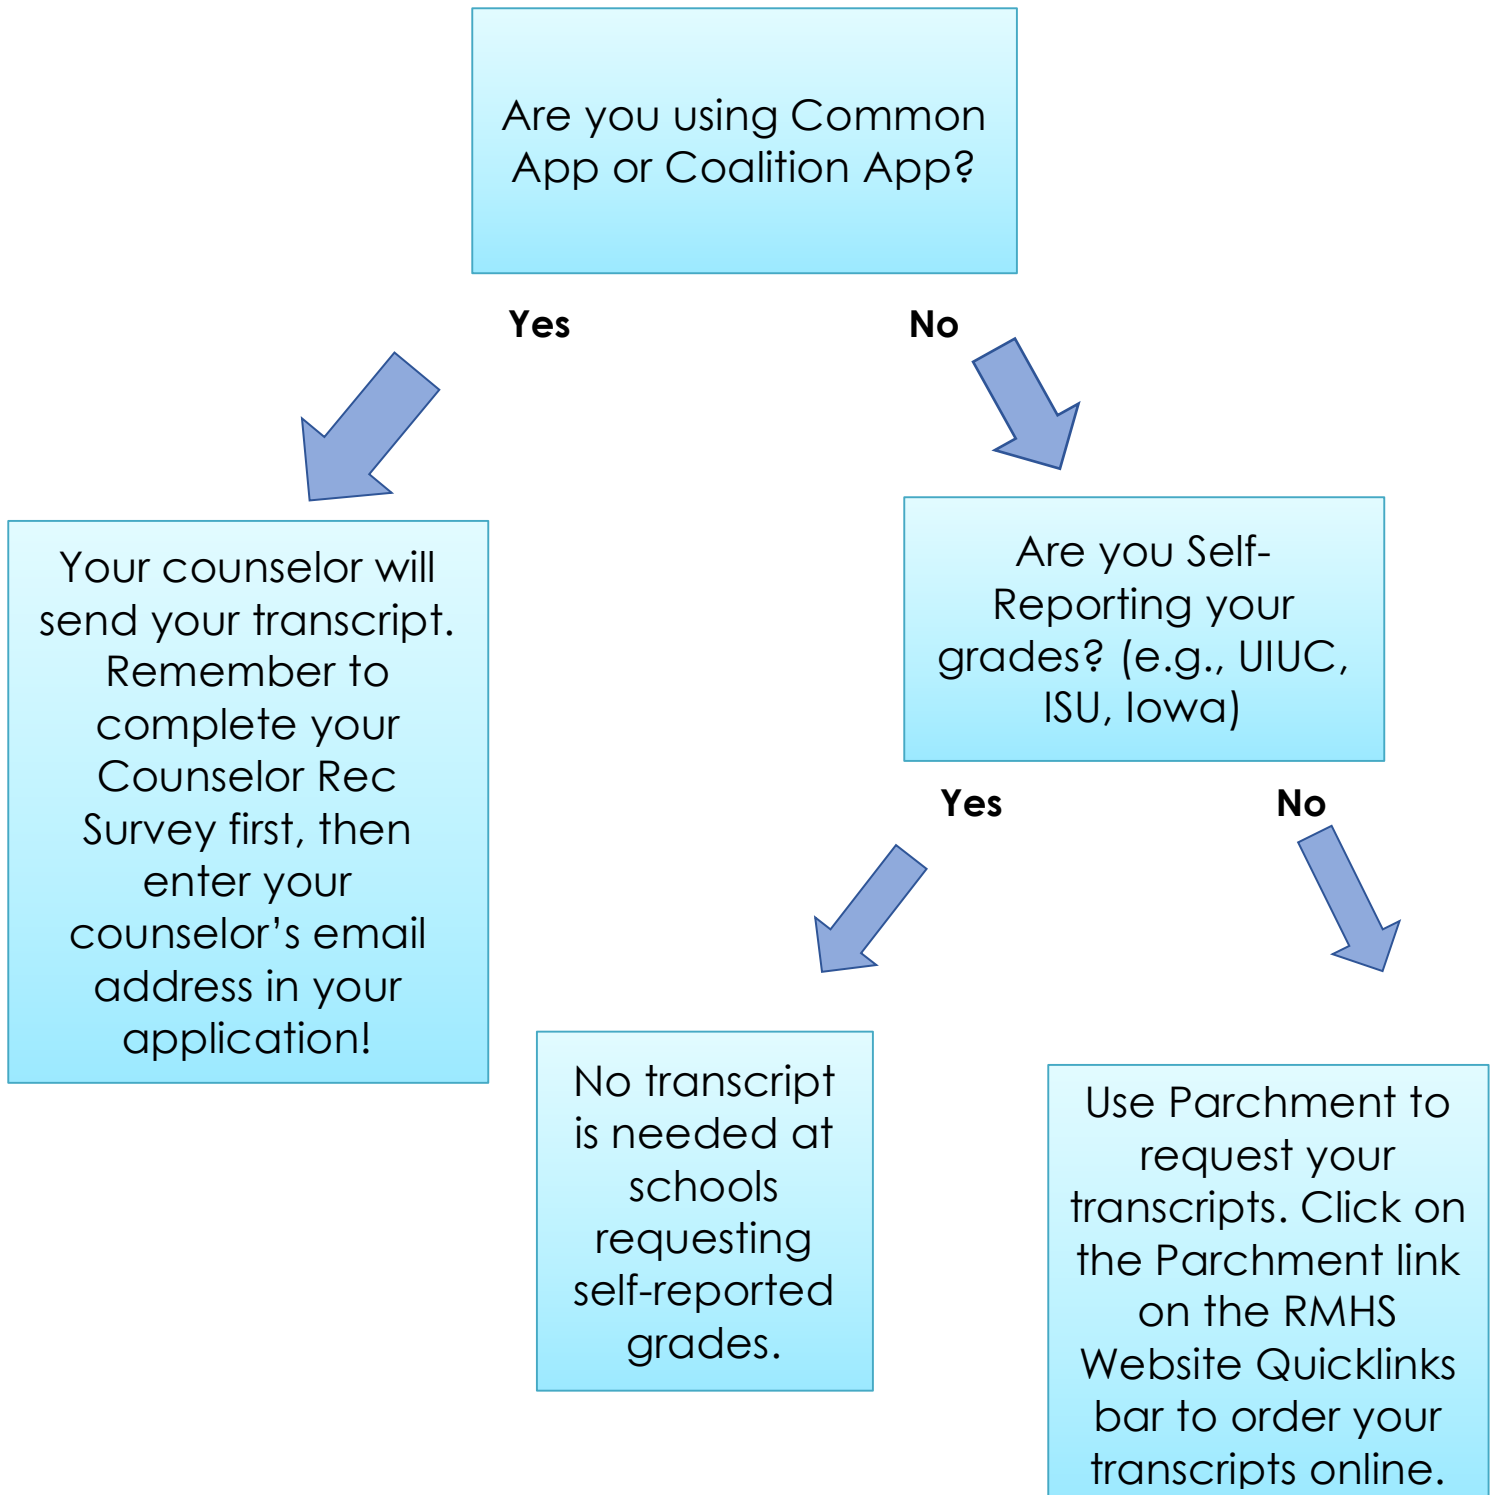 Are you using Common
App or Coalition App?
Yes
No
Your counselor will
send your transcript.
Remember to
complete your
Counselor Rec
Survey first, then
enter your
counselor’s email
address in your
application!
Are you Self-
Reporting your
grades? (e.g., UIUC,
ISU, Iowa)
Yes
No
No transcript
is needed at
schools
requesting
self-reported
grades.
Use Parchment to
request your
transcripts. Click on
the Parchment link
on the RMHS
Website Quicklinks
bar to order your
transcripts online.